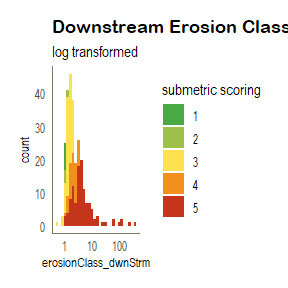 Downstream Erosion Class
log transformed
count
40
30
20
10
0
1 10 100
erosionClass_dwnStrm
submetric scoring
1
2
3
4
5